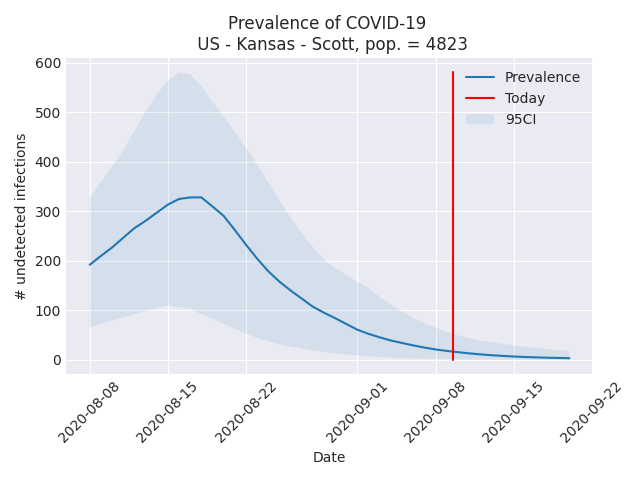 Prevalence of COVID-19
US - Kansas - Scott, pop. = 4823
600
500
400
300
200
100
0
# undetected infections
Prevalence
Today
95CI
2020-08-08
2020-08-15
2020-08-22
2020-09-01
2020-09-08
2020-09-15
2020-09-22
Date